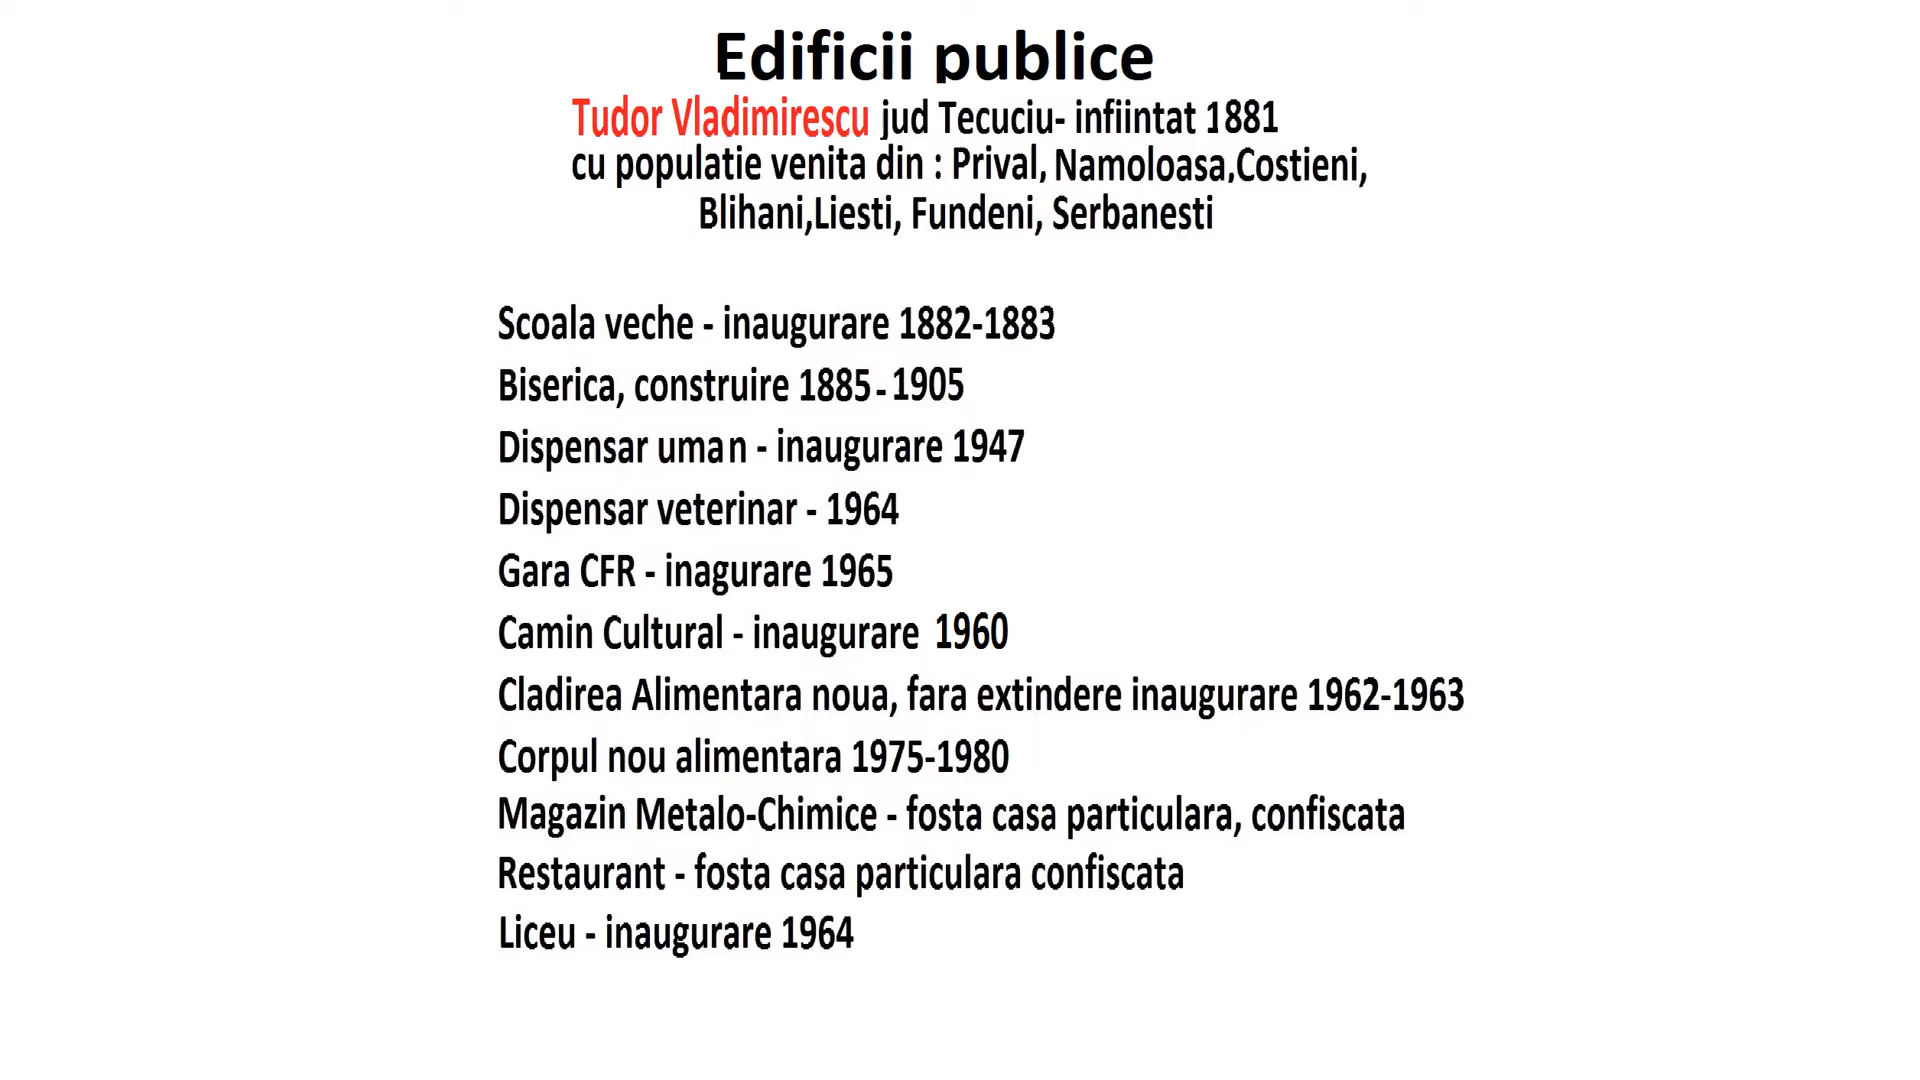 Edificii publice
Tudor Vladimirescu jud Tecuciu- infiintat 1881
cu populatie venita din : Prival, Namoloasa,Costieni,
Blihani,Liesti, Fundeni, Serbanesti
Scoala veche - inaugurare 1882-1883
Biserica, construire 1885-1905
Dispensar uman - inaugurare 1947
Dispensar veterinar - 1964
Gara CFR - inagurare 1965
Camin Cultural - inaugurare 1960
Cladirea Alimentara noua, fara extindere inaugurare 1962-1963
Corpul nou alimentara 1975-1980
Magazin Metalo-Chimice - fosta casa particulara, confiscata
Restaurant - fosta casa particulara confiscata
Liceu - inaugurare 1964